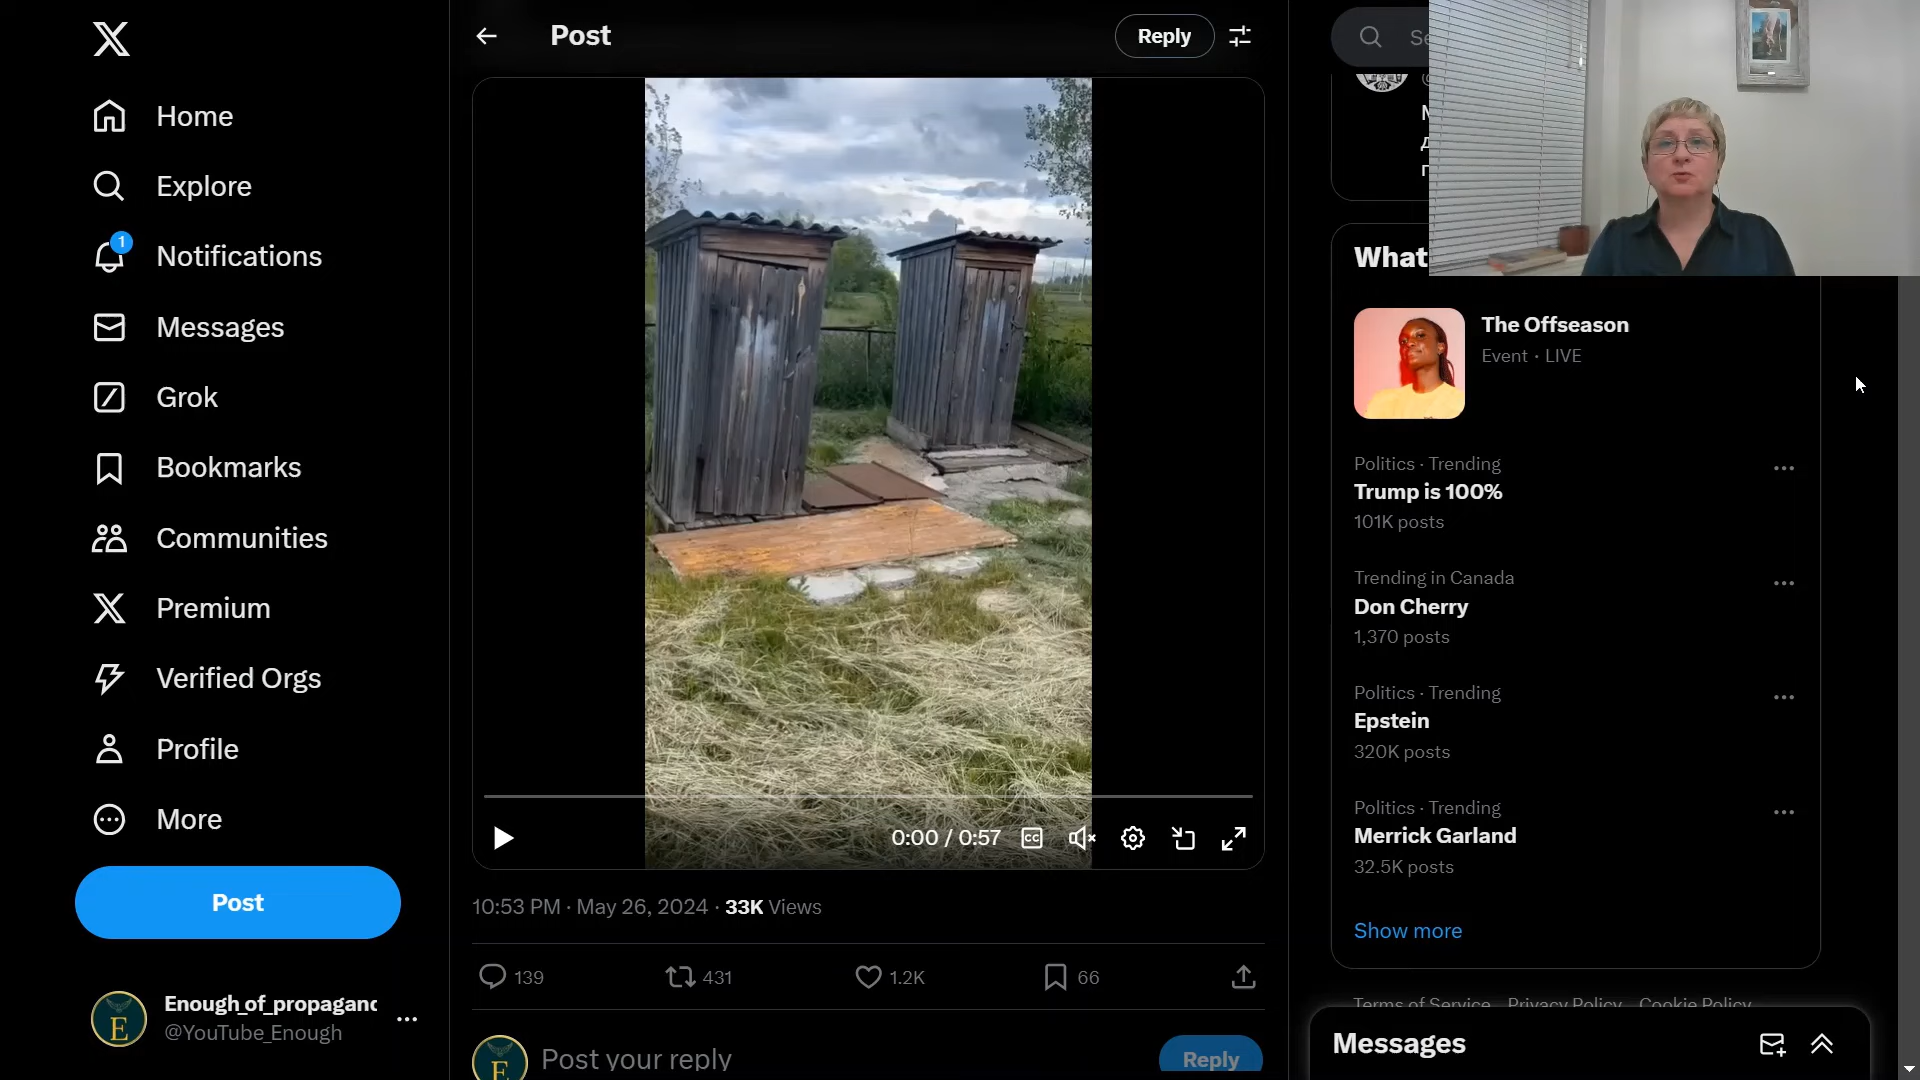 Post
Reply
Home
Explore
1
Notifications
Messages
Grok
Bookmarks
Communities
Premium
Verified Orgs
Profile
More
Post
Enough_of_propagand
@YouTube_Enough
0:00 / 0:57
CC
10:53 PM · May 26, 2024 · 33K Views
139
431
1.2K
66
E
Post your reply
Reply
What
The Offseason
Event · LIVE
Politics · Trending
Trump is 100%
101K posts
Trending in Canada
Don Cherry
1,370 posts
Politics · Trending
Epstein
320K posts
Politics · Trending
Merrick Garland
32.5K posts
Show more
Terms of Service Privacy Policy Cookie Policy
Messages